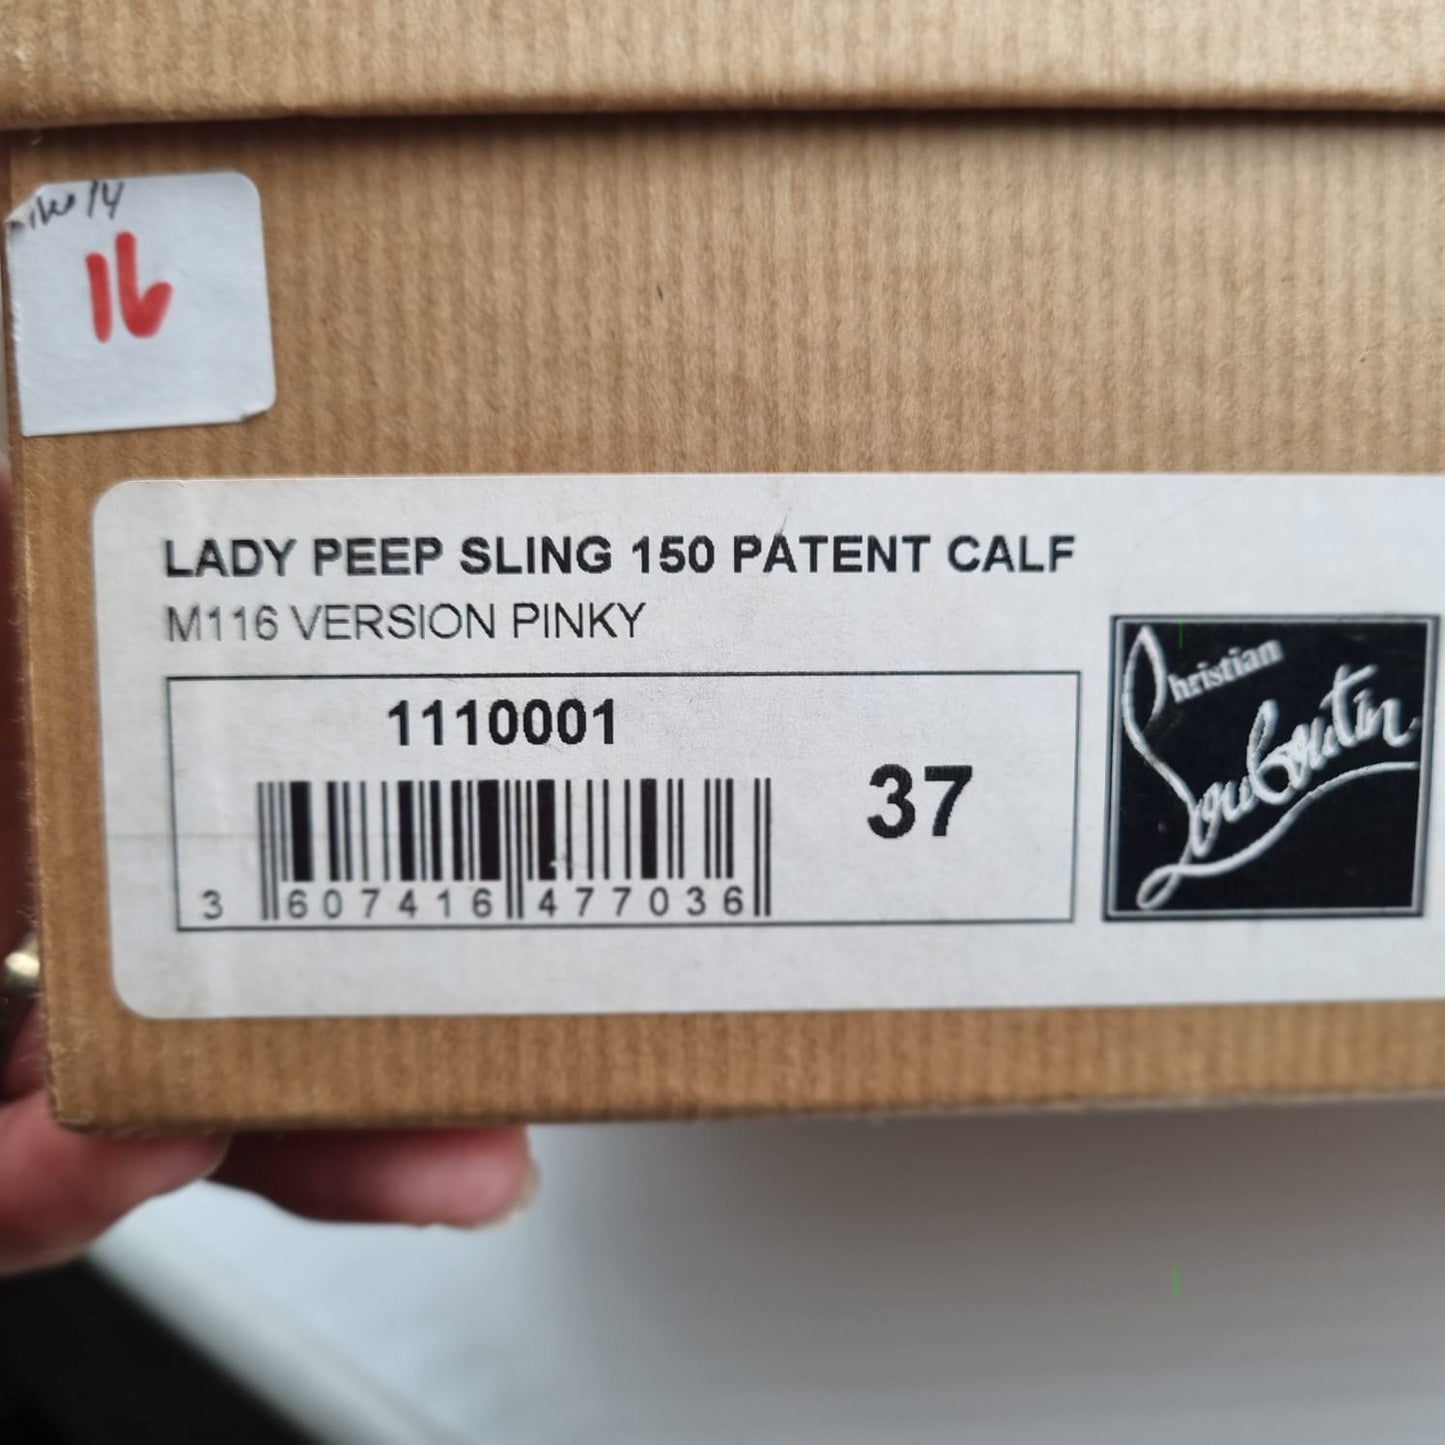 16
LADY PEEP SLING 150 PATENT CALF
M116 VERSION PINKY
1110001
37
3 607416 477036
Christian
Louboutin